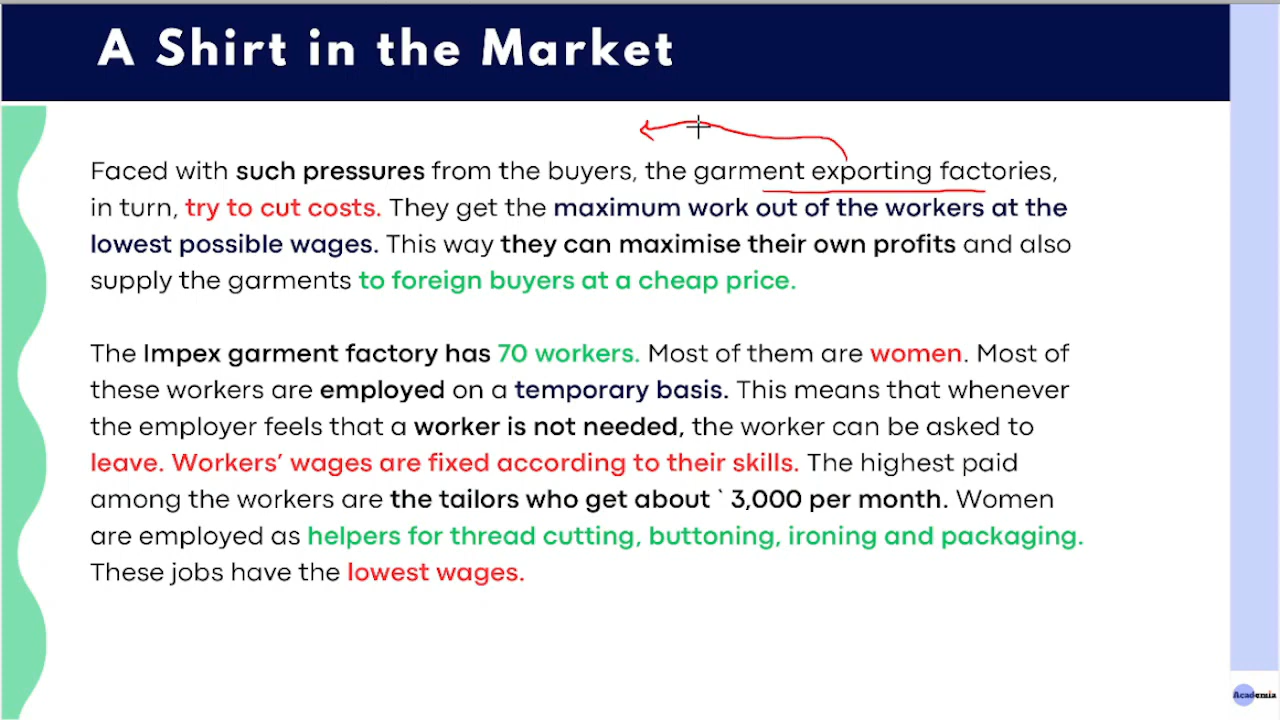 A Shirt in the Market
Faced with such pressures from the buyers, the garment exporting factories,
in turn, try to cut costs. They get the maximum work out of the workers at the
lowest possible wages. This way they can maximise their own profits and also
supply the garments to foreign buyers at a cheap price.
The Impex garment factory has 70 workers. Most of them are women. Most of
these workers are employed on a temporary basis. This means that whenever
the employer feels that a worker is not needed, the worker can be asked to
leave. Workers’ wages are fixed according to their skills. The highest paid
among the workers are the tailors who get about ` 3,000 per month. Women
are employed as helpers for thread cutting, buttoning, ironing and packaging.
These jobs have the lowest wages.
Academia